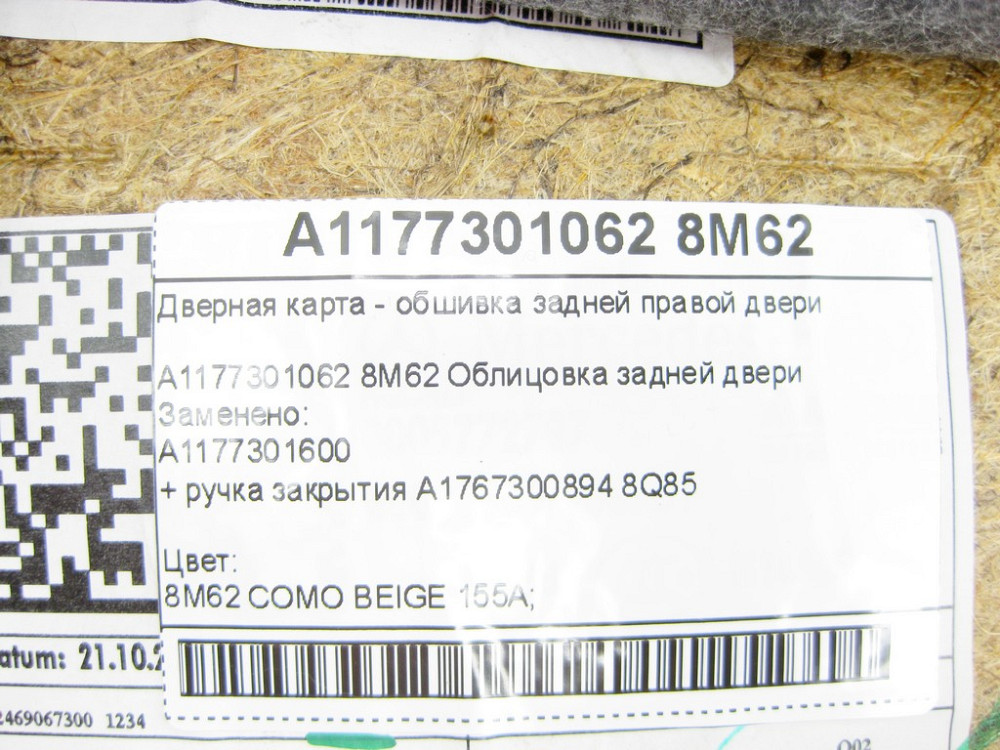 A1177301062 8M62
Дверная карта - обшивка задней правой двери
A1177301062 8M62 Облицовка задней двери
Заменено:
A1177301600
+ ручка закрытия A1767300894 8Q85
Цвет:
8M62 COMO BEIGE 155A;
atum: 21.10.2
2469067300 1234
002